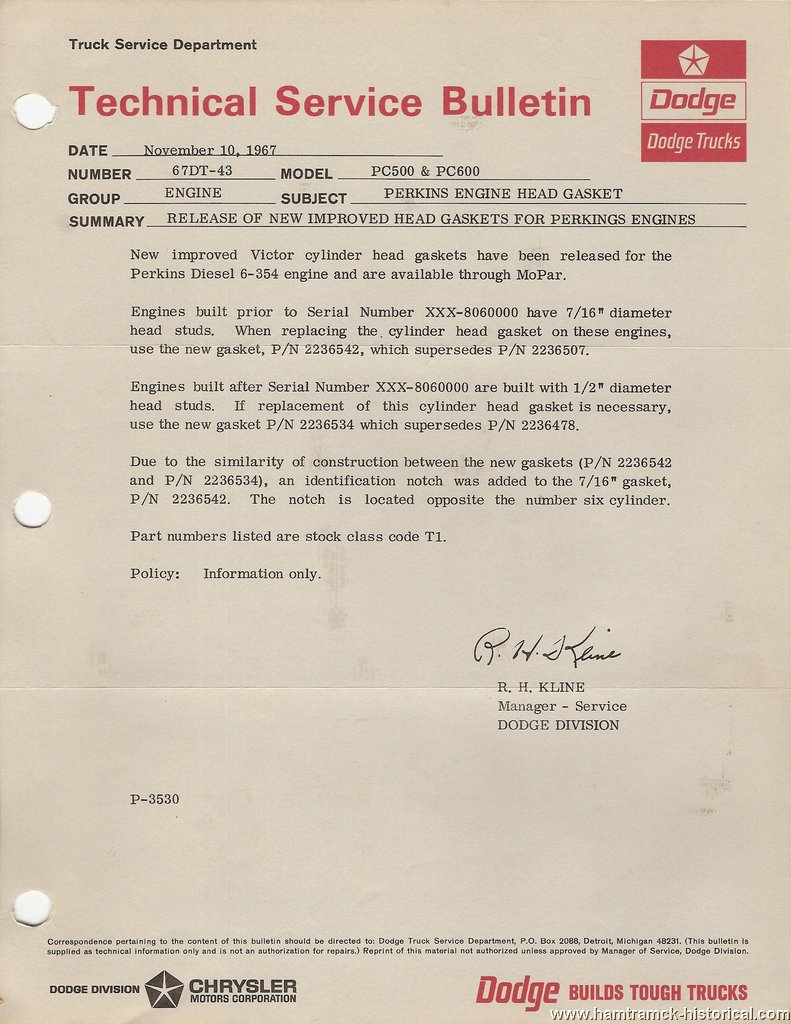 Truck Service Department
Technical Service Bulletin
Dodge
Dodge Trucks
DATE November 10, 1967
NUMBER 67DT-43 MODEL PC500 & PC600
GROUP ENGINE SUBJECT PERKINS ENGINE HEAD GASKET
SUMMARY RELEASE OF NEW IMPROVED HEAD GASKETS FOR PERKINGS ENGINES
New improved Victor cylinder head gaskets have been released for the
Perkins Diesel 6-354 engine and are available through MoPar.
Engines built prior to Serial Number XXX-8060000 have 7/16" diameter
head studs. When replacing the cylinder head gasket on these engines,
use the new gasket, P/N 2236542, which supersedes P/N 2236507.
Engines built after Serial Number XXX-8060000 are built with 1/2" diameter
head studs. If replacement of this cylinder head gasket is necessary,
use the new gasket P/N 2236534 which supersedes P/N 2236478.
Due to the similarity of construction between the new gaskets (P/N 2236542
and P/N 2236534), an identification notch was added to the 7/16" gasket,
P/N 2236542. The notch is located opposite the number six cylinder.
Part numbers listed are stock class code T1.
Policy: Information only.
R. H. Kline
R. H. KLINE
Manager - Service
DODGE DIVISION
P-3530
Correspondence pertaining to the content of this bulletin should be directed to: Dodge Truck Service Department, P.O. Box 2088, Detroit, Michigan 48231. (This bulletin is
supplied as technical information only and is not an authorization for repairs.) Reprint of this material not authorized unless approved by Manager of Service, Dodge Division.
DODGE DIVISION CHRYSLER MOTORS CORPORATION
Dodge BUILDS TOUGH TRUCKS
www.hamtramck-historical.com